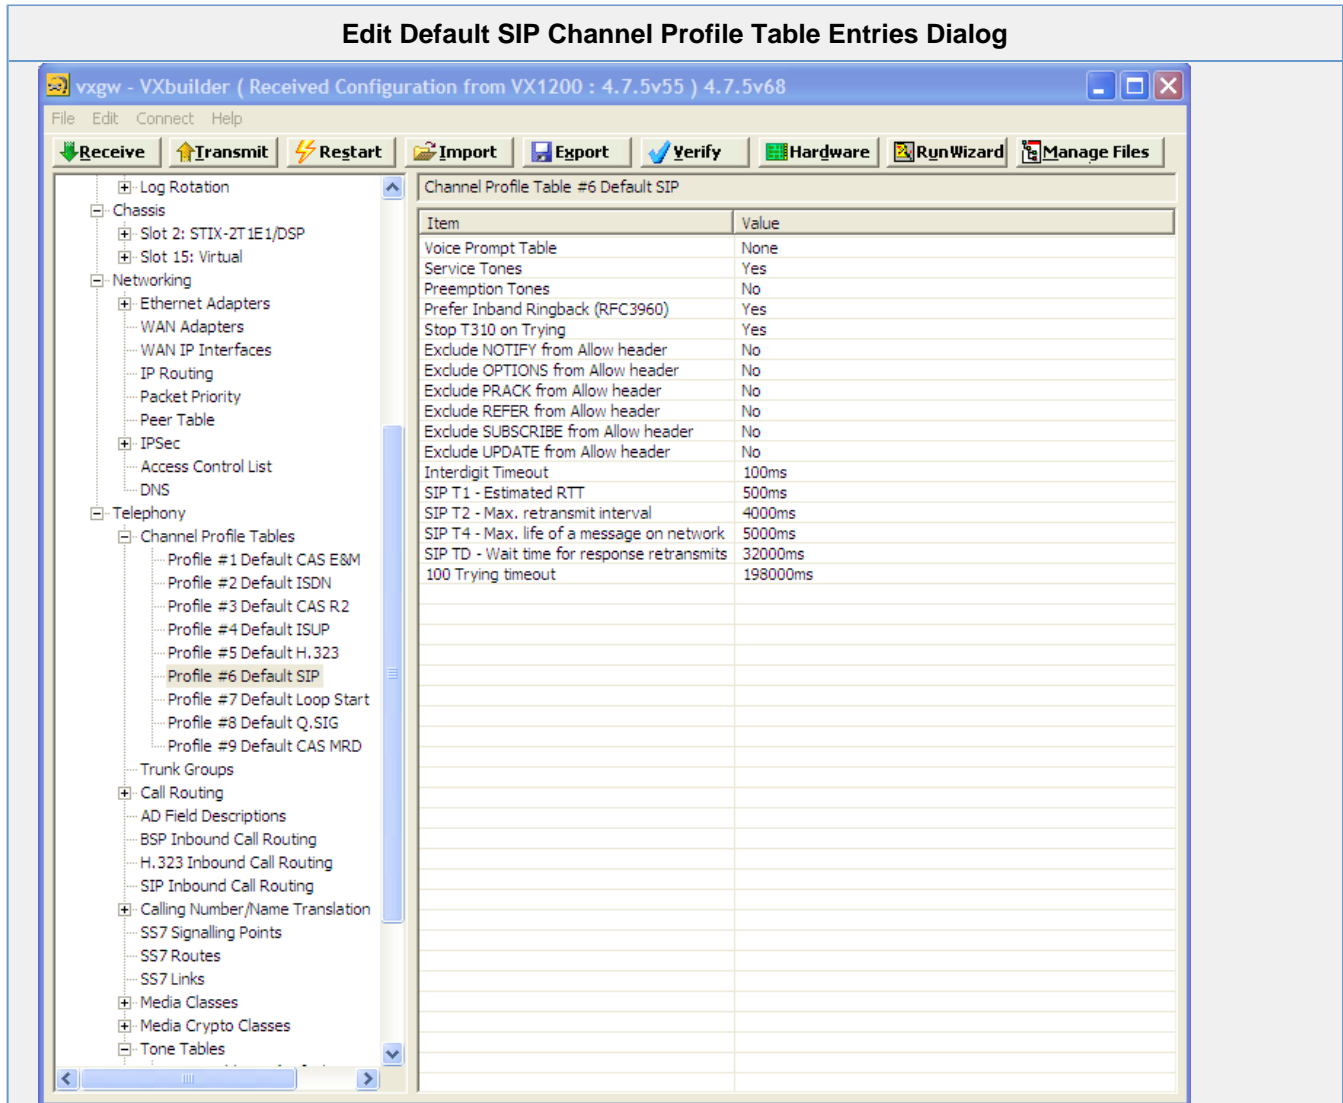 Edit Default SIP Channel Profile Table Entries Dialog
vxgw - VXbuilder ( Received Configuration from VX1200 : 4.7.5v55 ) 4.7.5v68
File Edit Connect Help
Receive Transmit Restart Import Export Verify Hardware RunWizard Manage Files
Log Rotation
Chassis
Slot 2: STIX-2T1E1/DSP
Slot 15: Virtual
Networking
Ethernet Adapters
WAN Adapters
WAN IP Interfaces
IP Routing
Packet Priority
Peer Table
IPSec
Access Control List
DNS
Telephony
Channel Profile Tables
Profile #1 Default CAS E&M
Profile #2 Default ISDN
Profile #3 Default CAS R2
Profile #4 Default ISUP
Profile #5 Default H.323
Profile #6 Default SIP
Profile #7 Default Loop Start
Profile #8 Default Q.SIG
Profile #9 Default CAS MRD
Trunk Groups
Call Routing
AD Field Descriptions
BSP Inbound Call Routing
H.323 Inbound Call Routing
SIP Inbound Call Routing
Calling Number/Name Translation
SS7 Signalling Points
SS7 Routes
SS7 Links
Media Classes
Media Crypto Classes
Tone Tables
Channel Profile Table #6 Default SIP
Item Value
Voice Prompt Table None
Service Tones Yes
Preemption Tones No
Prefer Inband Ringback (RFC3960) Yes
Stop T310 on Trying Yes
Exclude NOTIFY from Allow header No
Exclude OPTIONS from Allow header No
Exclude PRACK from Allow header No
Exclude REFER from Allow header No
Exclude SUBSCRIBE from Allow header No
Exclude UPDATE from Allow header No
Interdigit Timeout 100ms
SIP T1 - Estimated RTT 500ms
SIP T2 - Max. retransmit interval 4000ms
SIP T4 - Max. life of a message on network 5000ms
SIP TD - Wait time for response retransmits 32000ms
100 Trying timeout 198000ms